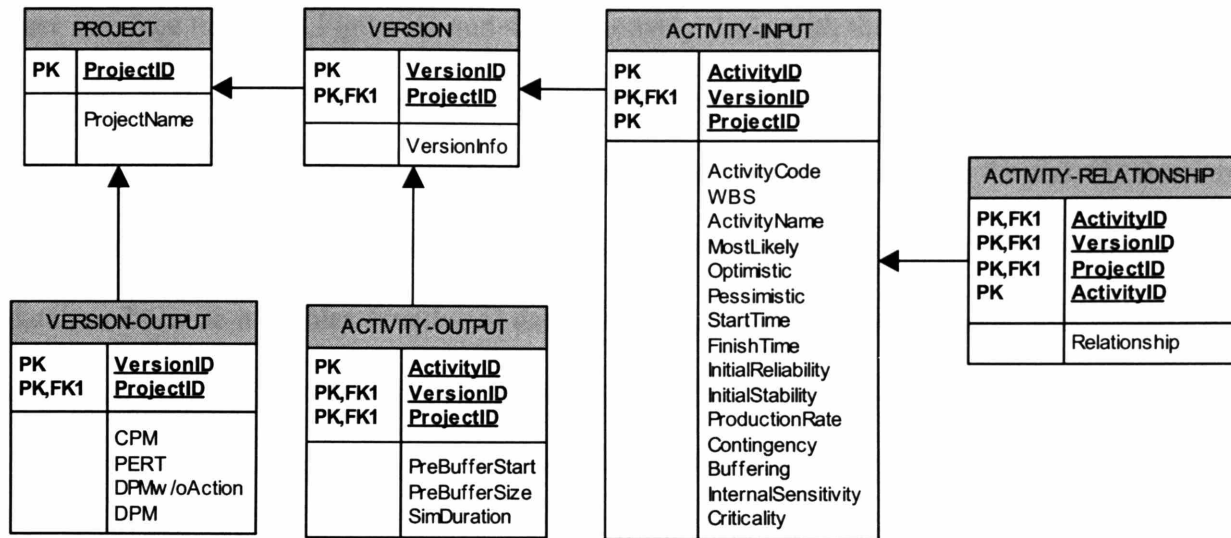 PROJECT
PK ProjectID
ProjectName
VERSION
PK VersionID
PK,FK1 ProjectID
VersionInfo
ACTIVITY-INPUT
PK ActivityID
PK,FK1 VersionID
PK ProjectID
ActivityCode
WBS
ActivityName
MostLikely
Optimistic
Pessimistic
StartTime
FinishTime
InitialReliability
InitialStability
ProductionRate
Contingency
Buffering
InternalSensitivity
Criticality
ACTIVITY-RELATIONSHIP
PK,FK1 ActivityID
PK,FK1 VersionID
PK,FK1 ProjectID
PK ActivityID
Relationship
VERSION-OUTPUT
PK VersionID
PK,FK1 ProjectID
CPM
PERT
DPMw/oAction
DPM
ACTIVITY-OUTPUT
PK ActivityID
PK,FK1 VersionID
PK,FK1 ProjectID
PreBufferStart
PreBufferSize
SimDuration